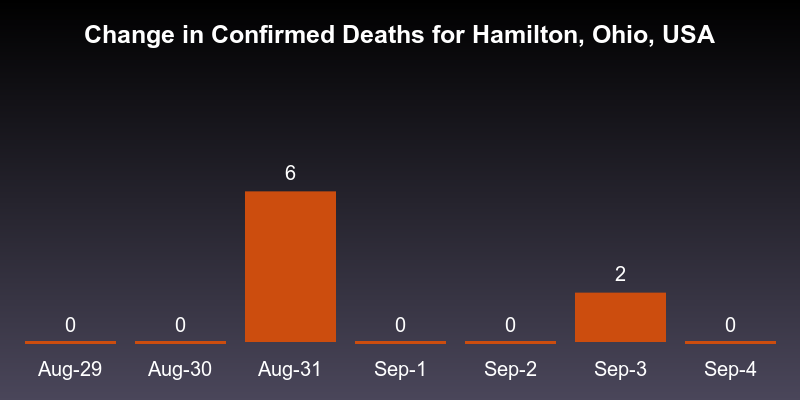 Change in Confirmed Deaths for Hamilton, Ohio, USA
6
2
0 0 0 0 0
Aug-29 Aug-30 Aug-31 Sep-1 Sep-2 Sep-3 Sep-4